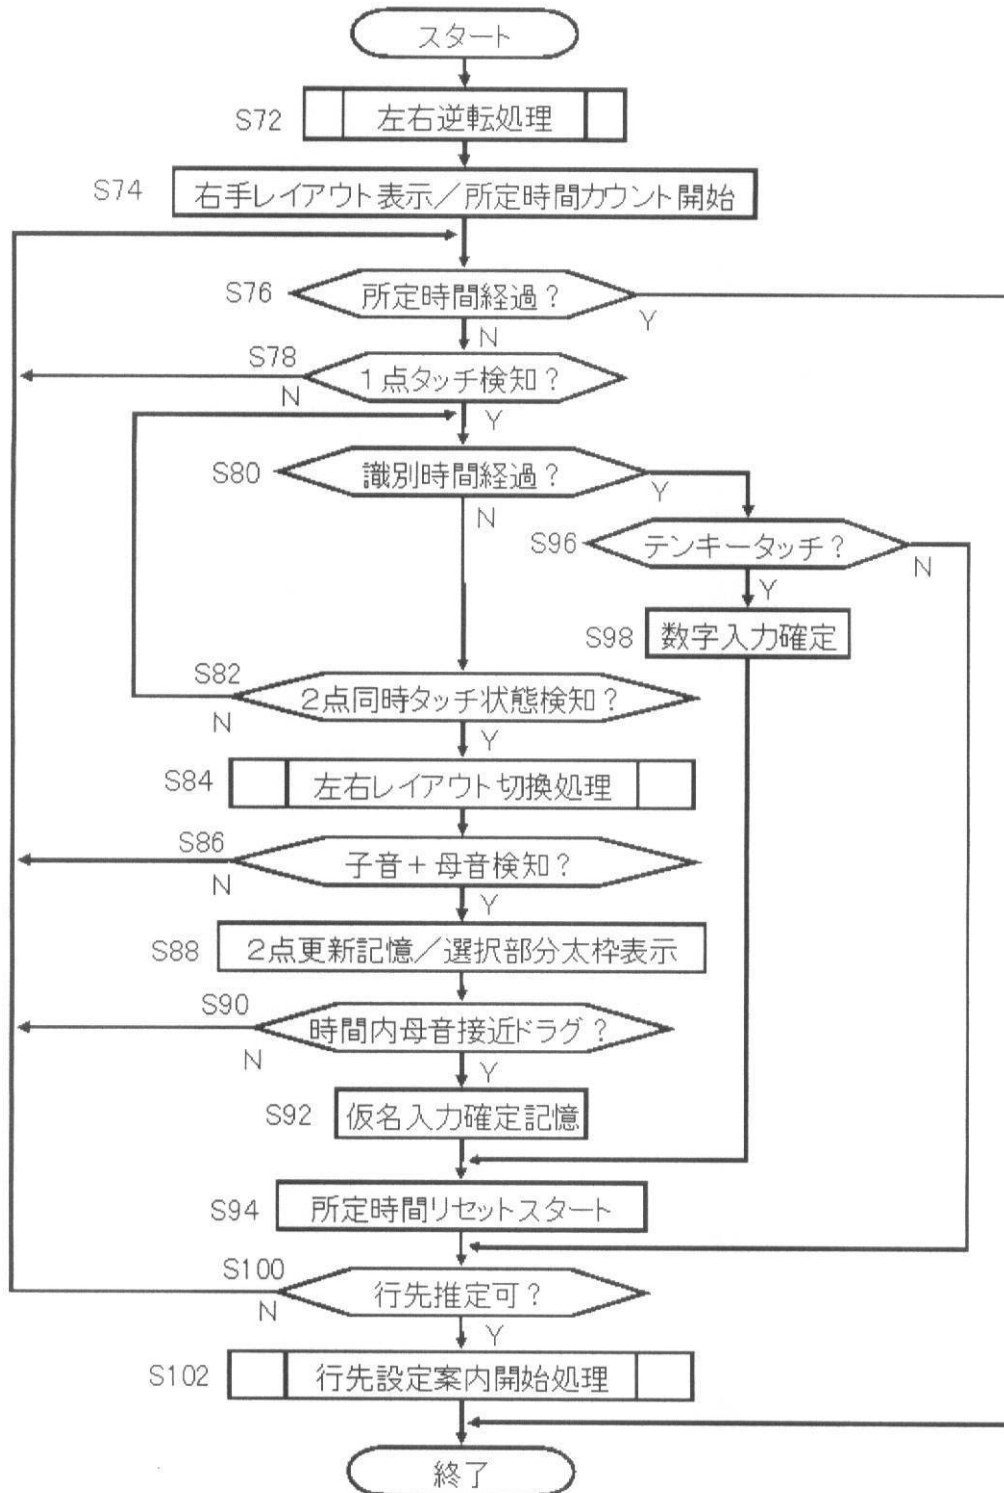 スタート
S72 左右逆転処理
S74 右手レイアウト表示／所定時間カウント開始
S76 所定時間経過？
Y
N
S78 1点タッチ検知？
N
Y
S80 識別時間経過？
Y
N
S96 テンキータッチ？
N
Y
S98 数字入力確定
S82 2点同時タッチ状態検知？
N
Y
S84 左右レイアウト切換処理
S86 子音＋母音検知？
N
Y
S88 2点更新記憶／選択部分太枠表示
S90 時間内母音接近ドラグ？
N
Y
S92 仮名入力確定記憶
S94 所定時間リセットスタート
S100 行先推定可？
N
Y
S102 行先設定案内開始処理
終了